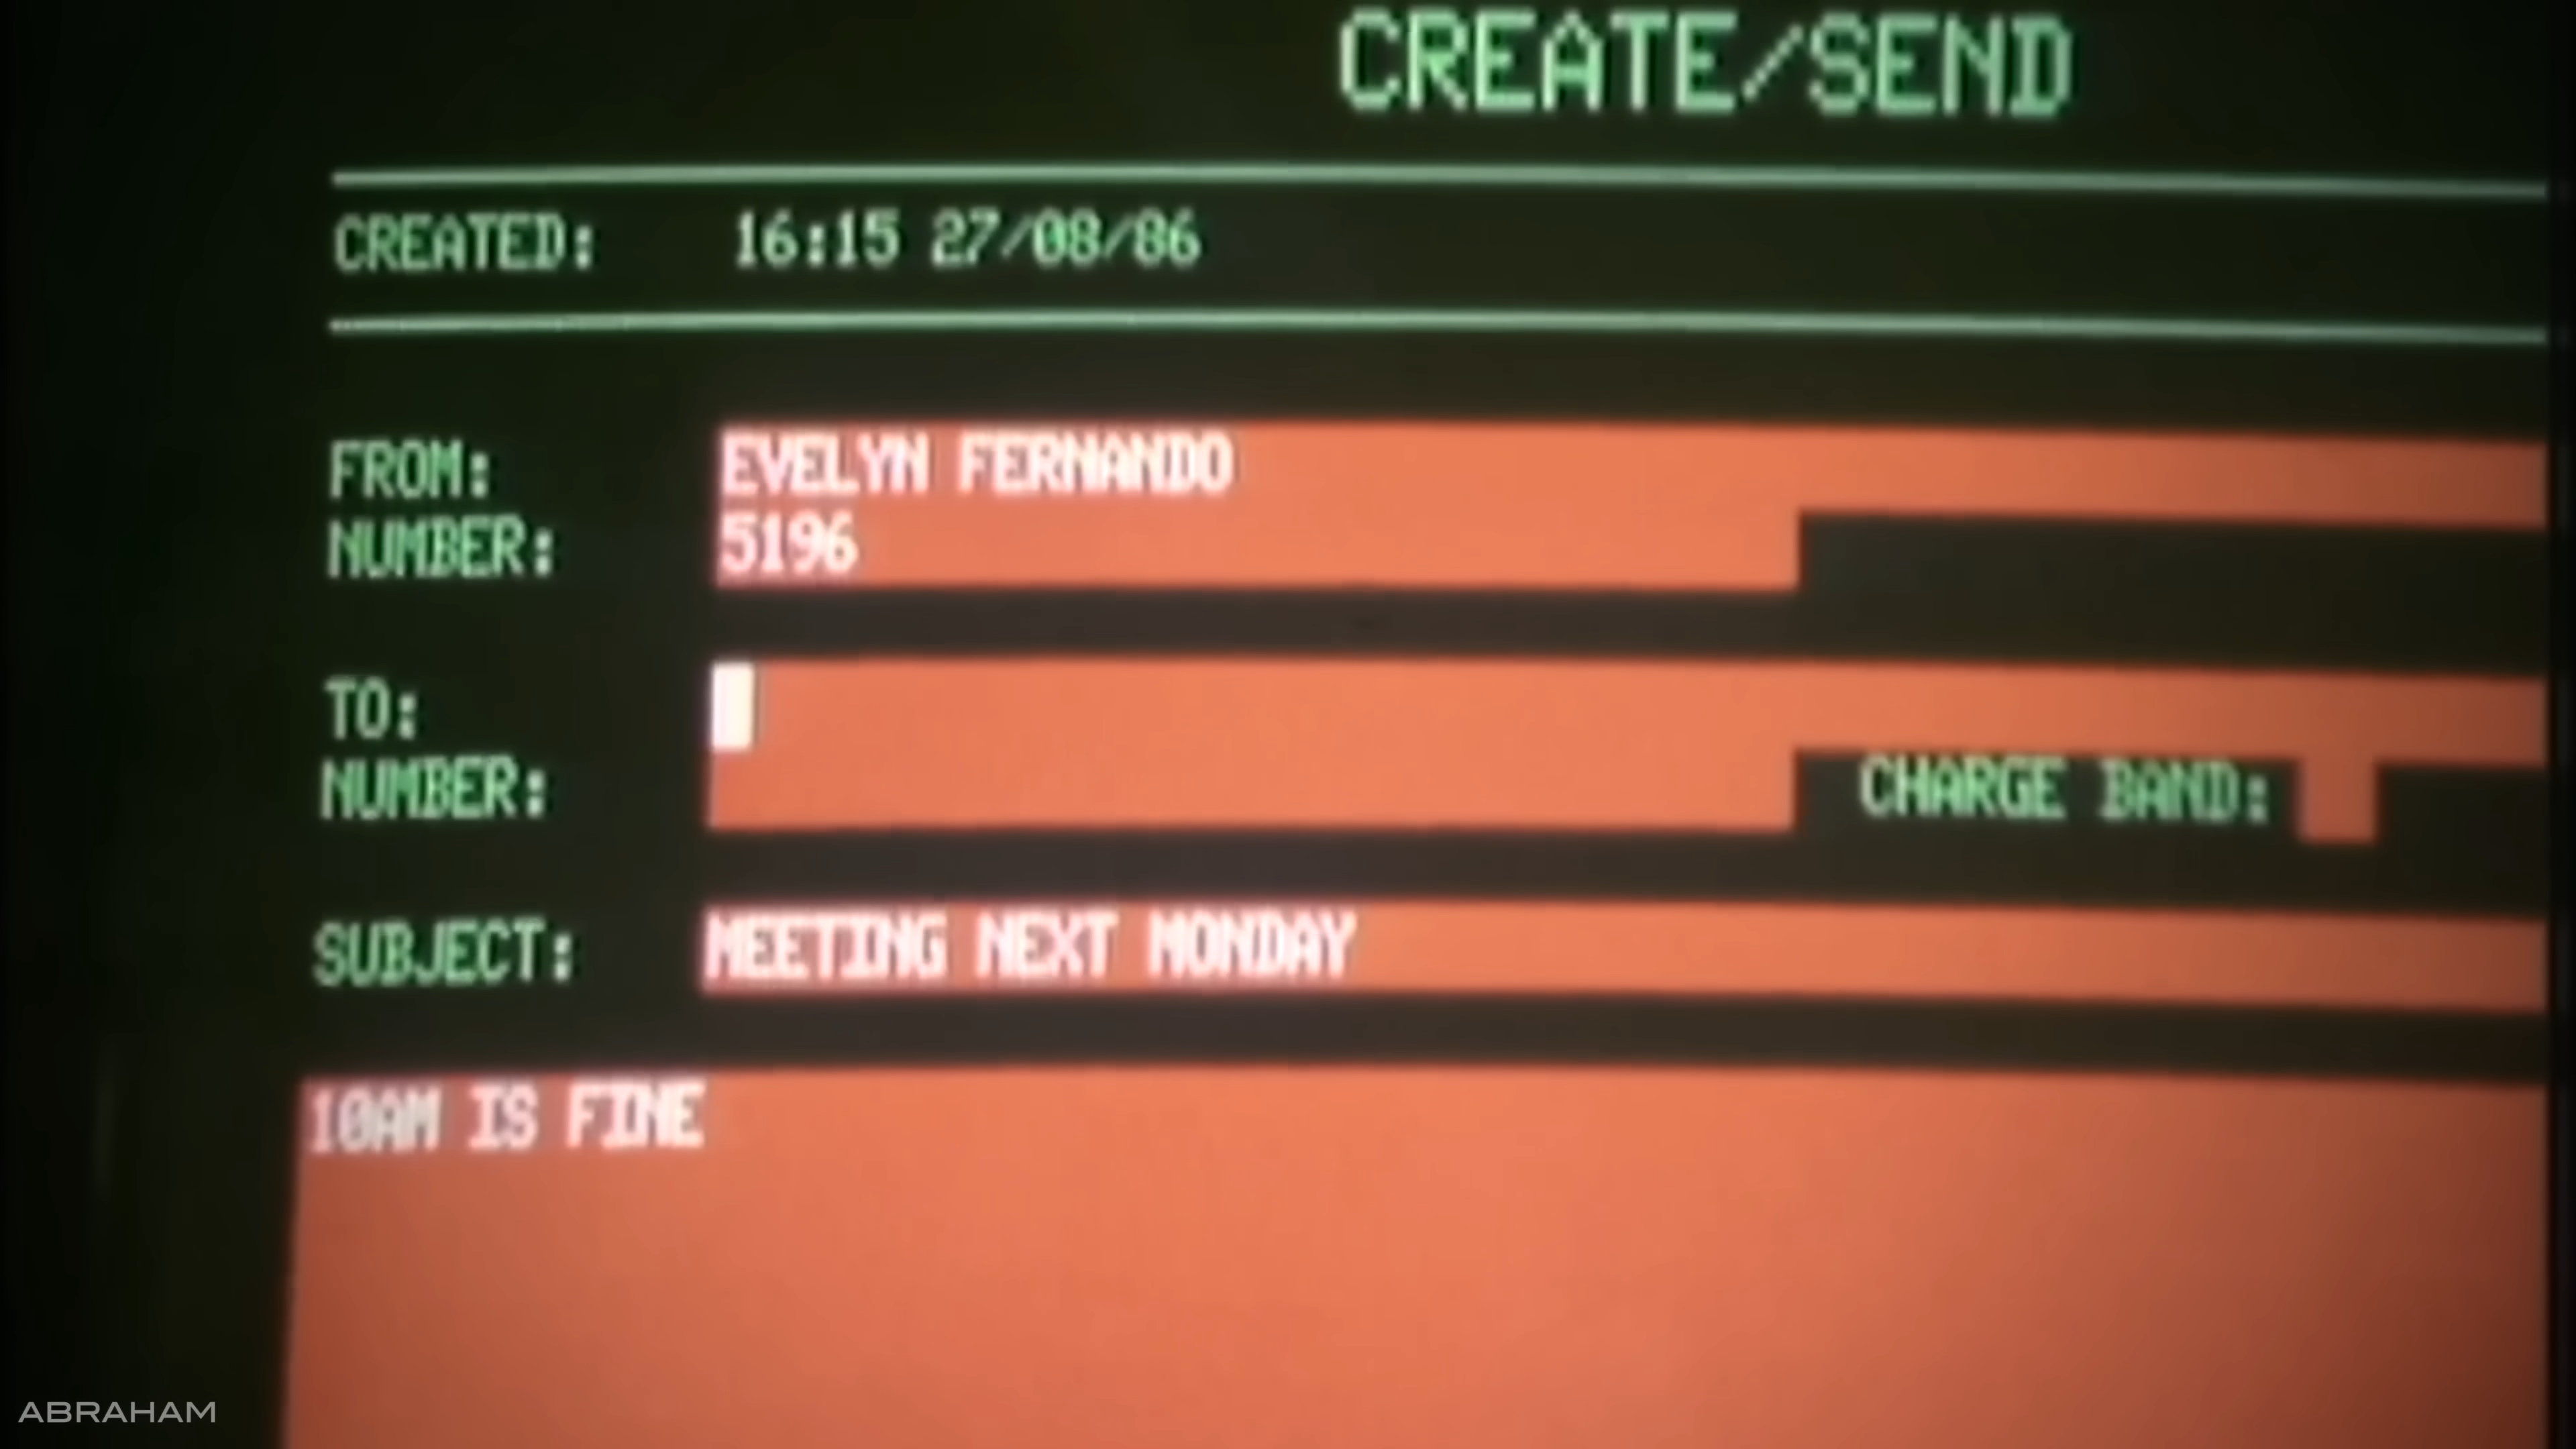 CREATE/SEND
CREATED: 16:15 27/08/86
FROM: EVELYN FERNANDO
NUMBER: 5196
TO:
NUMBER: CHARGE BAND:
SUBJECT: MEETING NEXT MONDAY
10AM IS FINE
ABRAHAM